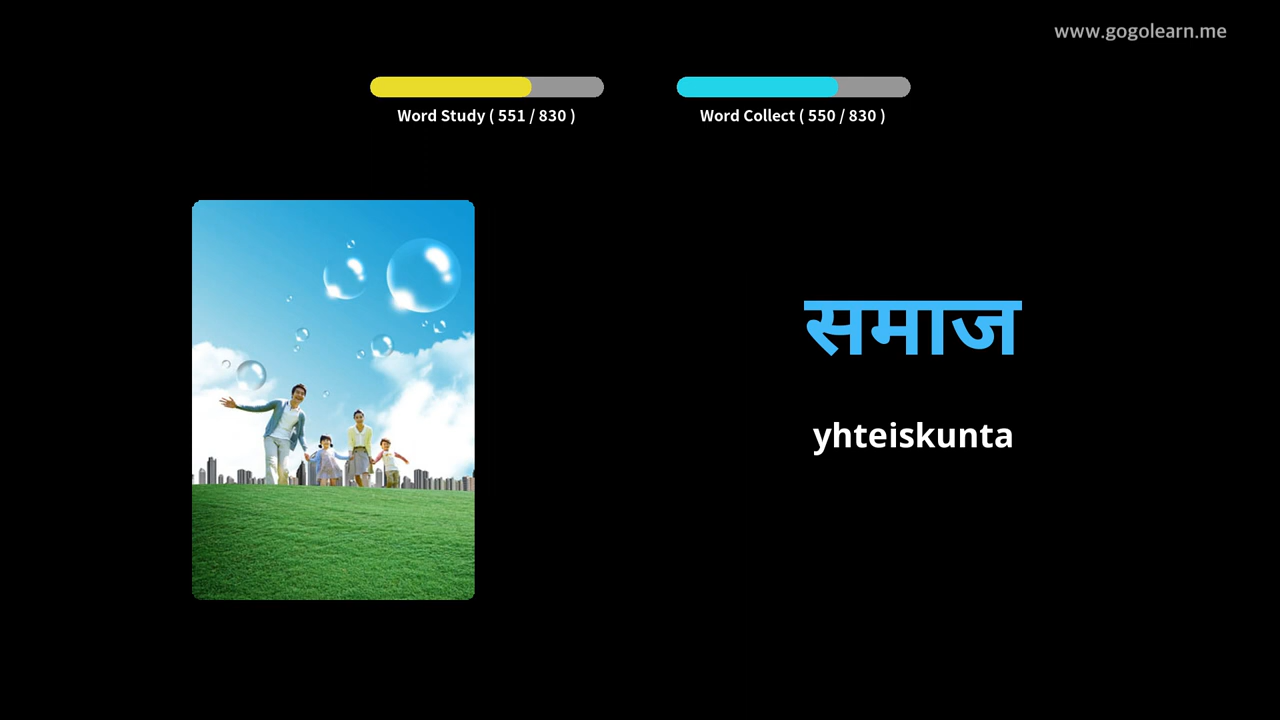 www.gogolearn.me
Word Study ( 551 / 830 )
Word Collect ( 550 / 830 )
समाज
yhteiskunta